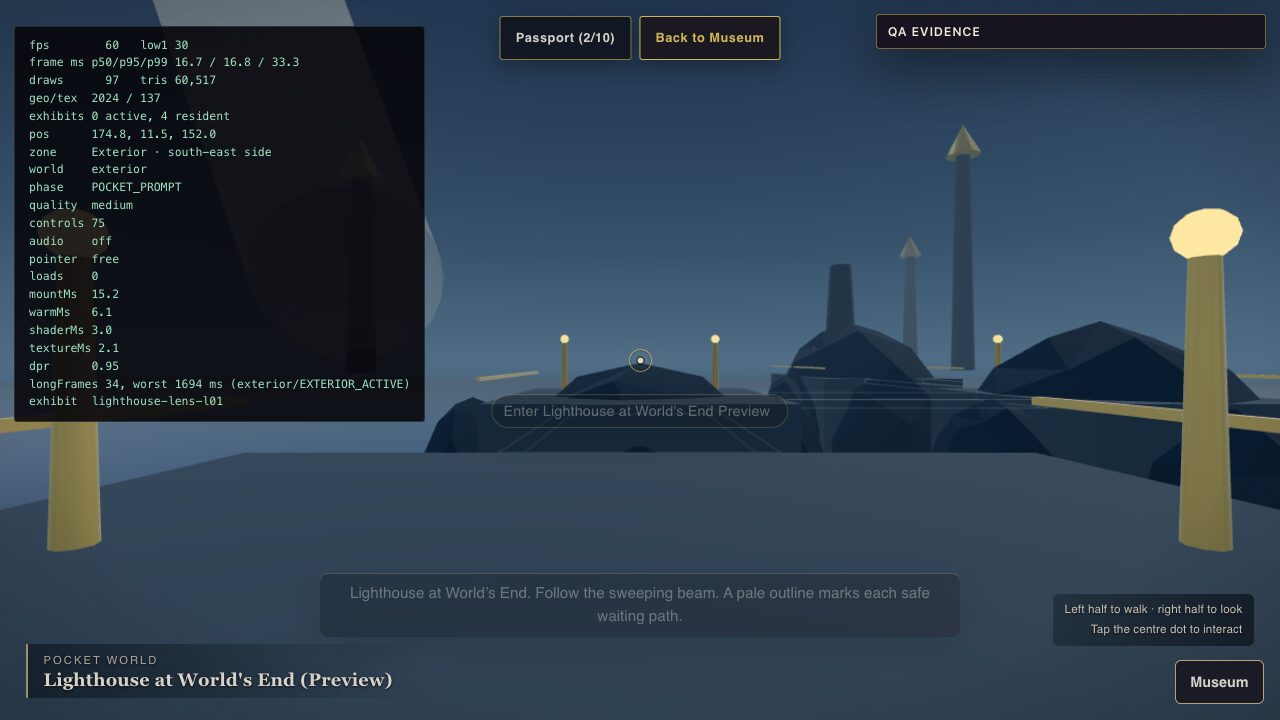 fps 60 low1 30
frame ms p50/p95/p99 16.7 / 16.8 / 33.3
draws 97 tris 60,517
geo/tex 2024 / 137
exhibits 0 active, 4 resident
pos 174.8, 11.5, 152.0
zone Exterior · south-east side
world exterior
phase POCKET_PROMPT
quality medium
controls 75
audio off
pointer free
loads 0
mountMs 15.2
warmMs 6.1
shaderMs 3.0
textureMs 2.1
dpr 0.95
longFrames 34, worst 1694 ms (exterior/EXTERIOR_ACTIVE)
exhibit lighthouse-lens-l01
Passport (2/10)
Back to Museum
QA EVIDENCE
Enter Lighthouse at World's End Preview
Lighthouse at World’s End. Follow the sweeping beam. A pale outline marks each safe
waiting path.
Left half to walk · right half to look
Tap the centre dot to interact
POCKET WORLD
Lighthouse at World's End (Preview)
Museum